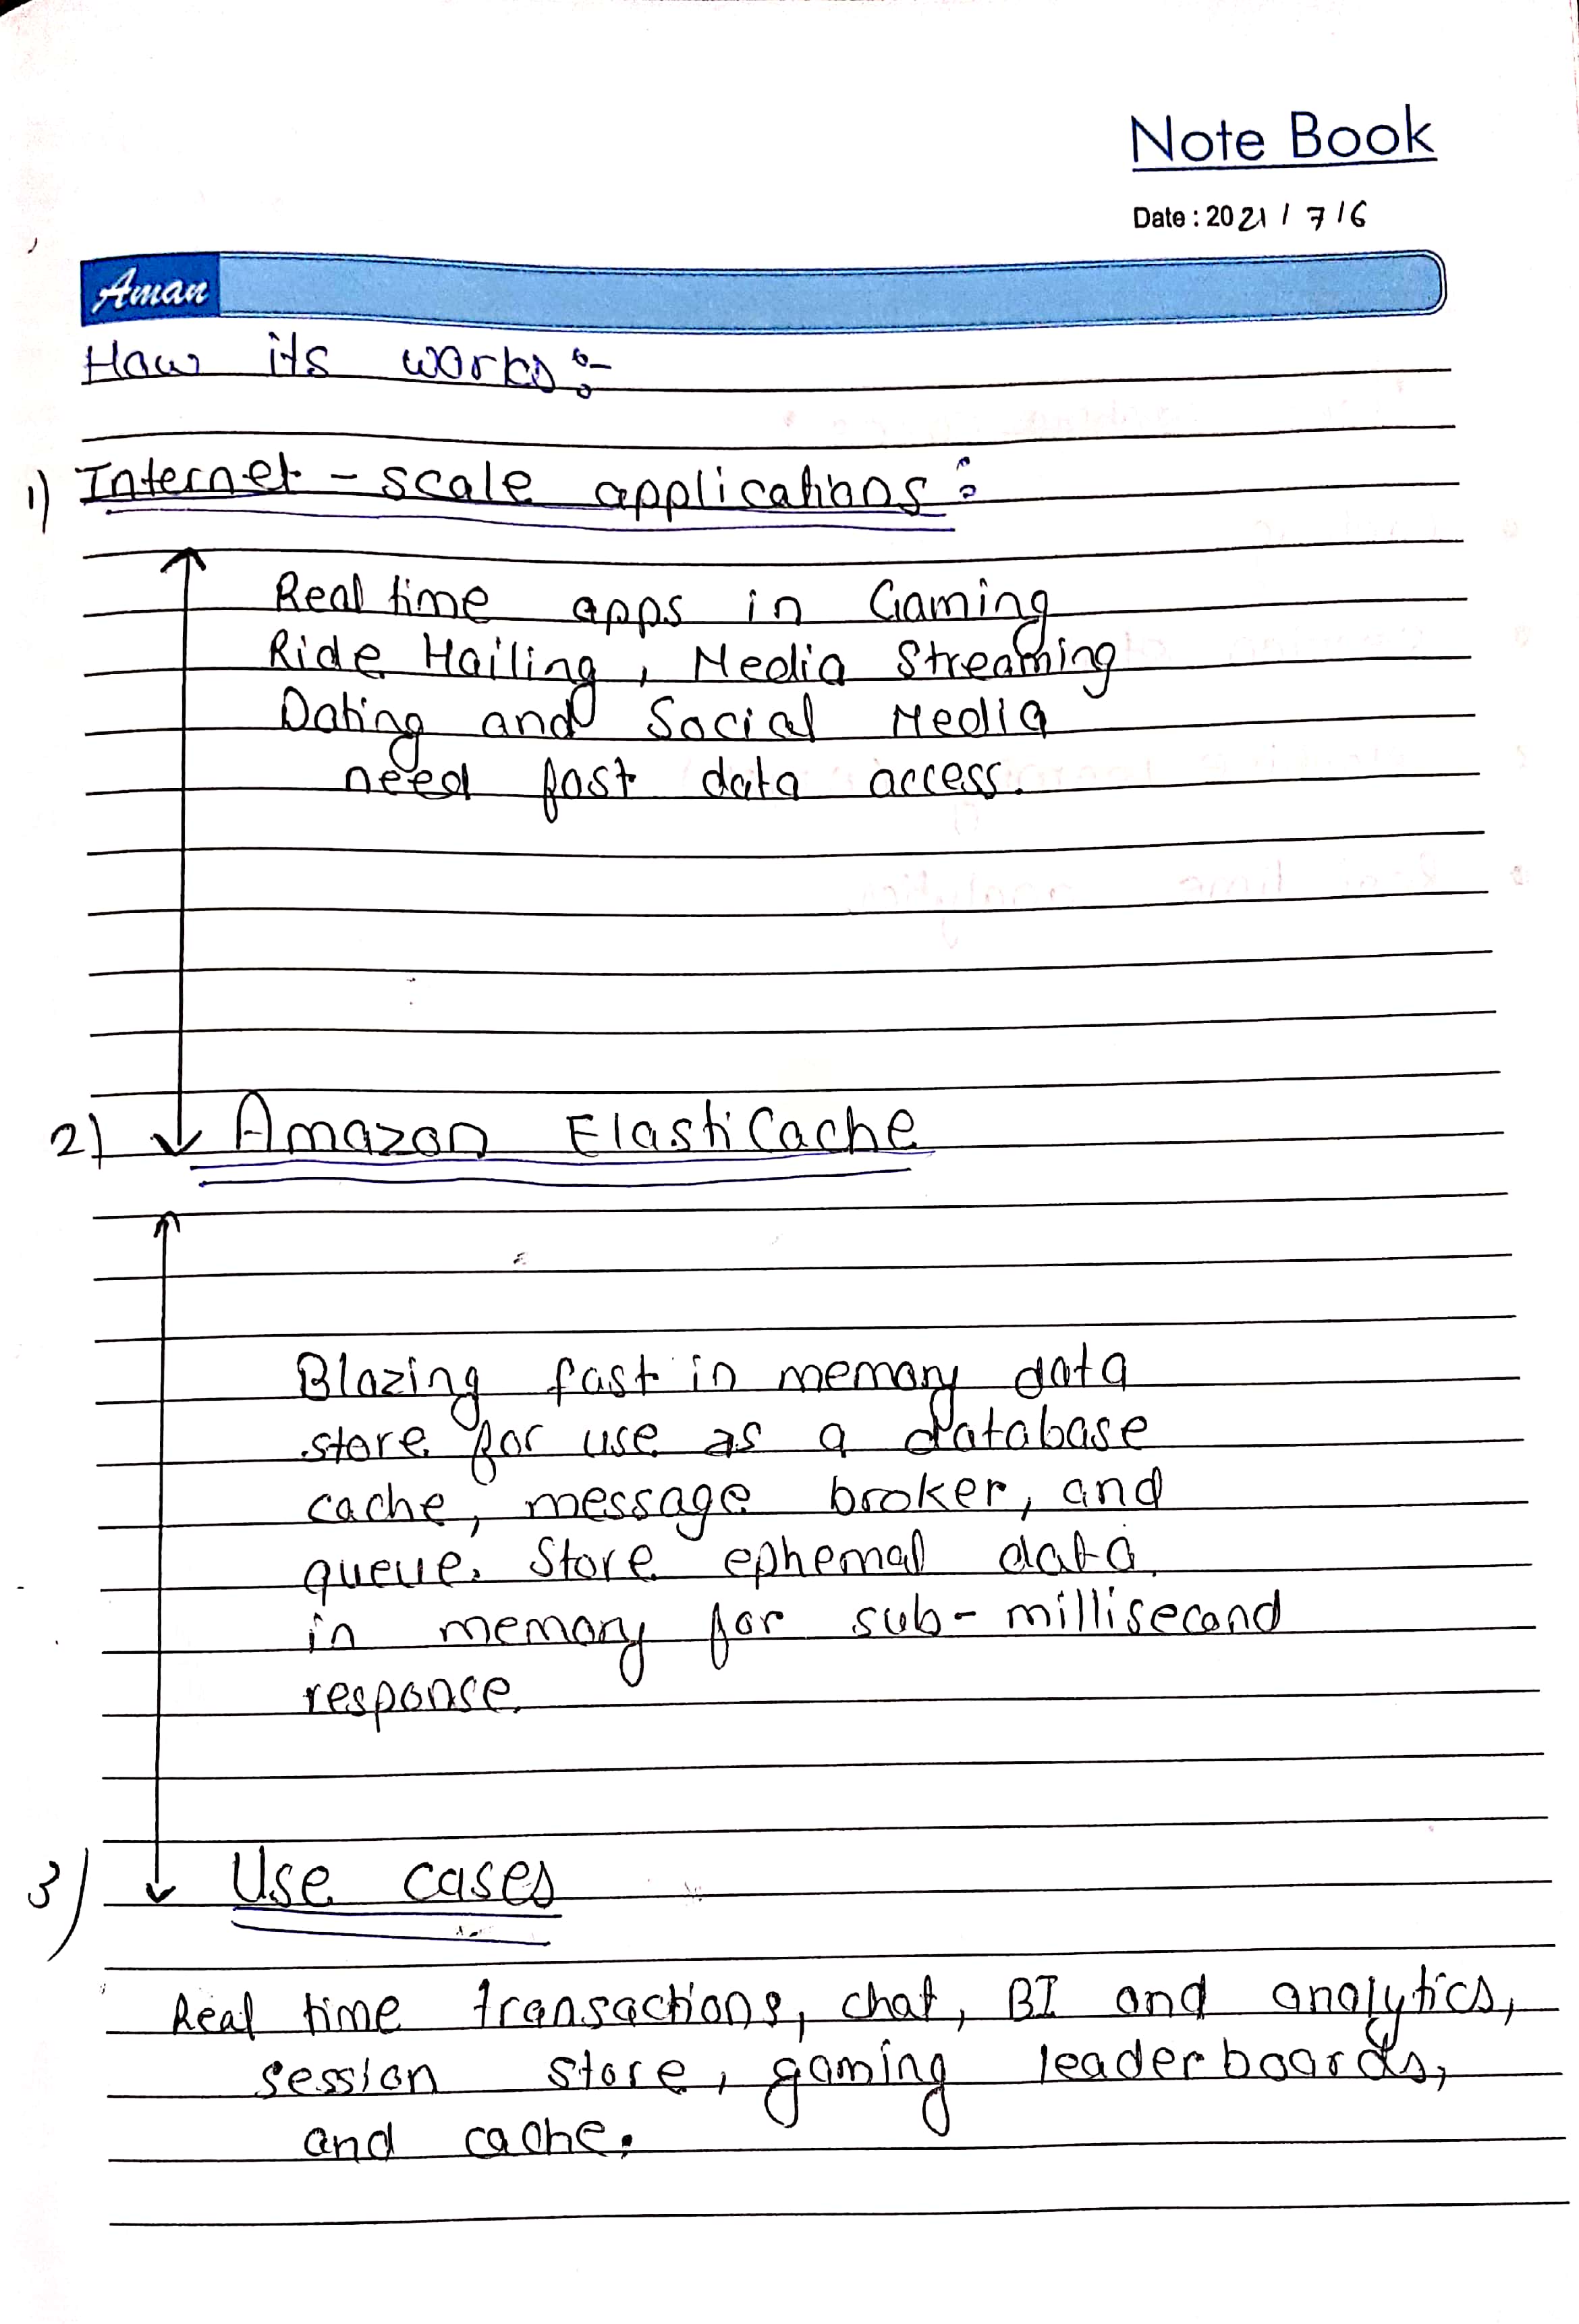 Note Book
Date : 2021 / 7 / 6
Aman
How its works :-
1) Internet - scale applications :
Real time apps in Gaming
Ride Hailing, Media Streaming
Dating and Social Media
need fast data access.
2) Amazon ElastiCache
Blazing fast in memory data
store for use as a database
cache, message broker, and
queue. Store ephemal data
in memory for sub-millisecond
response.
3) Use cases
Real time transactions, chat, BI and analytics,
session store, gaming leaderboards,
and cache.